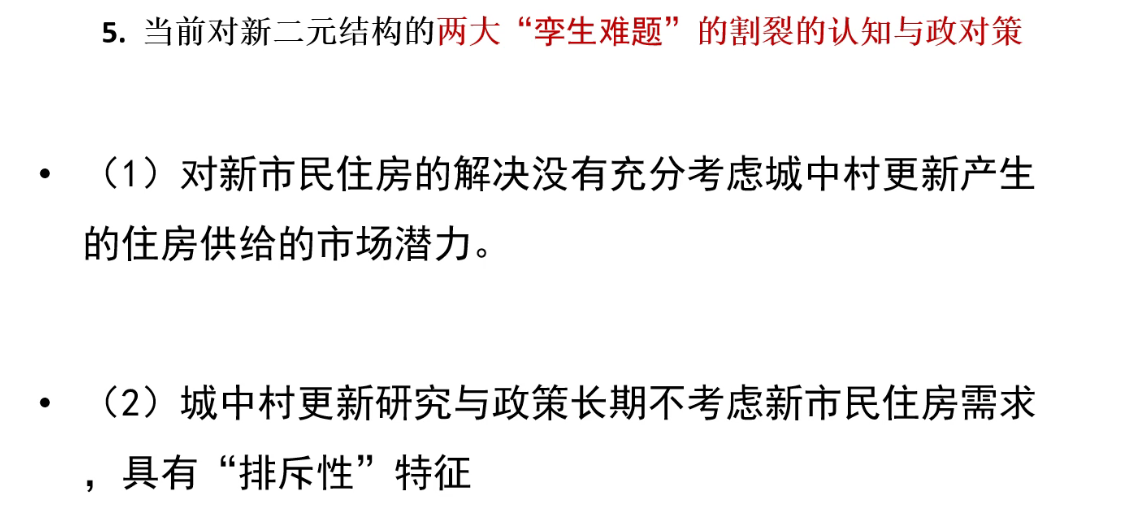 5. 当前对新二元结构的两大“孪生难题”的割裂的认知与政对策
• （1）对新市民住房的解决没有充分考虑城中村更新产生
的住房供给的市场潜力。
• （2）城中村更新研究与政策长期不考虑新市民住房需求
，具有“排斥性”特征